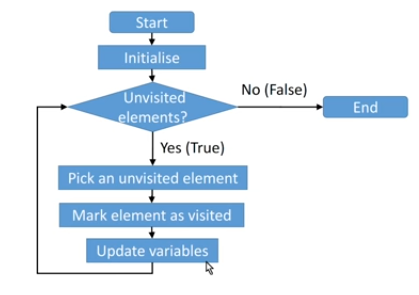 Start
Initialise
Unvisited
elements?
No (False)
End
Yes (True)
Pick an unvisited element
Mark element as visited
Update variables